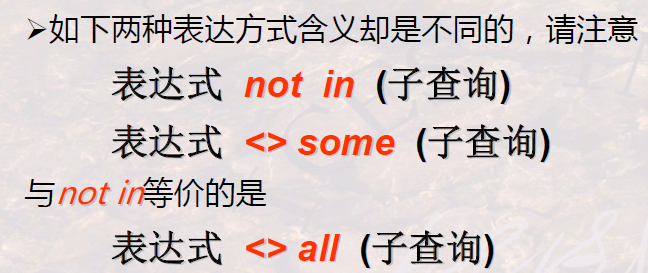 ➢如下两种表达方式含义却是不同的，请注意
表达式 not in (子查询)
表达式 <> some (子查询)
与not in等价的是
表达式 <> all (子查询)